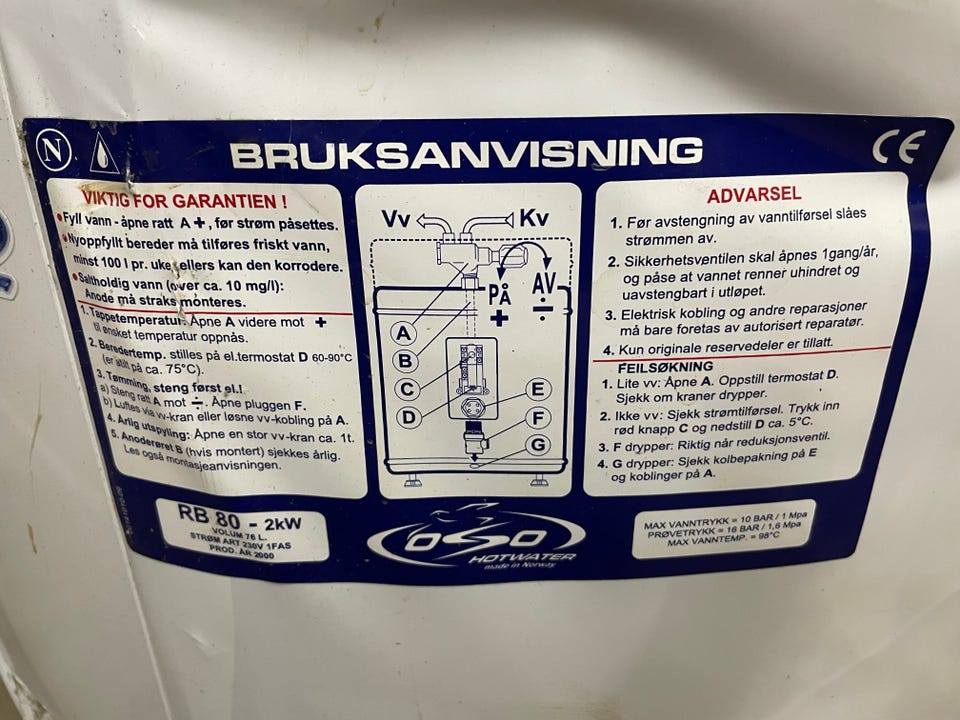 N
BRUKSANVISNING
CE
VIKTIG FOR GARANTIEN !
•Fyll vann - åpne ratt A +, før strøm påsettes.
•Nyoppfyllt bereder må tilføres friskt vann,
minst 100 l pr. uke, ellers kan den korrodere.
•Saltholdig vann (over ca. 10 mg/l):
Anode må straks monteres.
1. Tappetemperatur: Åpne A videre mot +
til ønsket temperatur oppnås.
2. Beredertemp. stilles på el.termostat D 60-90°C
(er stilt på ca. 75°C).
3. Tømming, steng først el.!
a) Steng ratt A mot ÷. Åpne pluggen F.
b) Luftes via vv-kran eller løsne vv-kobling på A.
4. Årlig utspyling: Åpne en stor vv-kran ca. 1t.
5. Anoderøret B (hvis montert) sjekkes årlig.
Les også montasjeanvisningen.
Vv Kv
PÅ AV
+ ÷
A
B
C
D
E
F
G
ADVARSEL
1. Før avstengning av vanntilførsel slåes
strømmen av.
2. Sikkerhetsventilen skal åpnes 1gang/år,
og påse at vannet renner uhindret og
uavstengbart i utløpet.
3. Elektrisk kobling og andre reparasjoner
må bare foretas av autorisert reparatør.
4. Kun originale reservedeler er tillatt.
FEILSØKNING
1. Lite vv: Åpne A. Oppstill termostat D.
Sjekk om kraner drypper.
2. Ikke vv: Sjekk strømtilførsel. Trykk inn
rød knapp C og nedstill D ca. 5°C.
3. F drypper: Riktig når reduksjonsventil.
4. G drypper: Sjekk kolbepakning på E
og koblinger på A.
RB 80 - 2kW
VOLUM 76 L.
STRØM ART 230V 1FAS
PROD. ÅR 2000
OSO
HOTWATER
made in Norway
MAX VANNTRYKK = 10 BAR / 1 Mpa
PRØVETRYKK = 16 BAR / 1,6 Mpa
MAX VANNTEMP. = 98°C